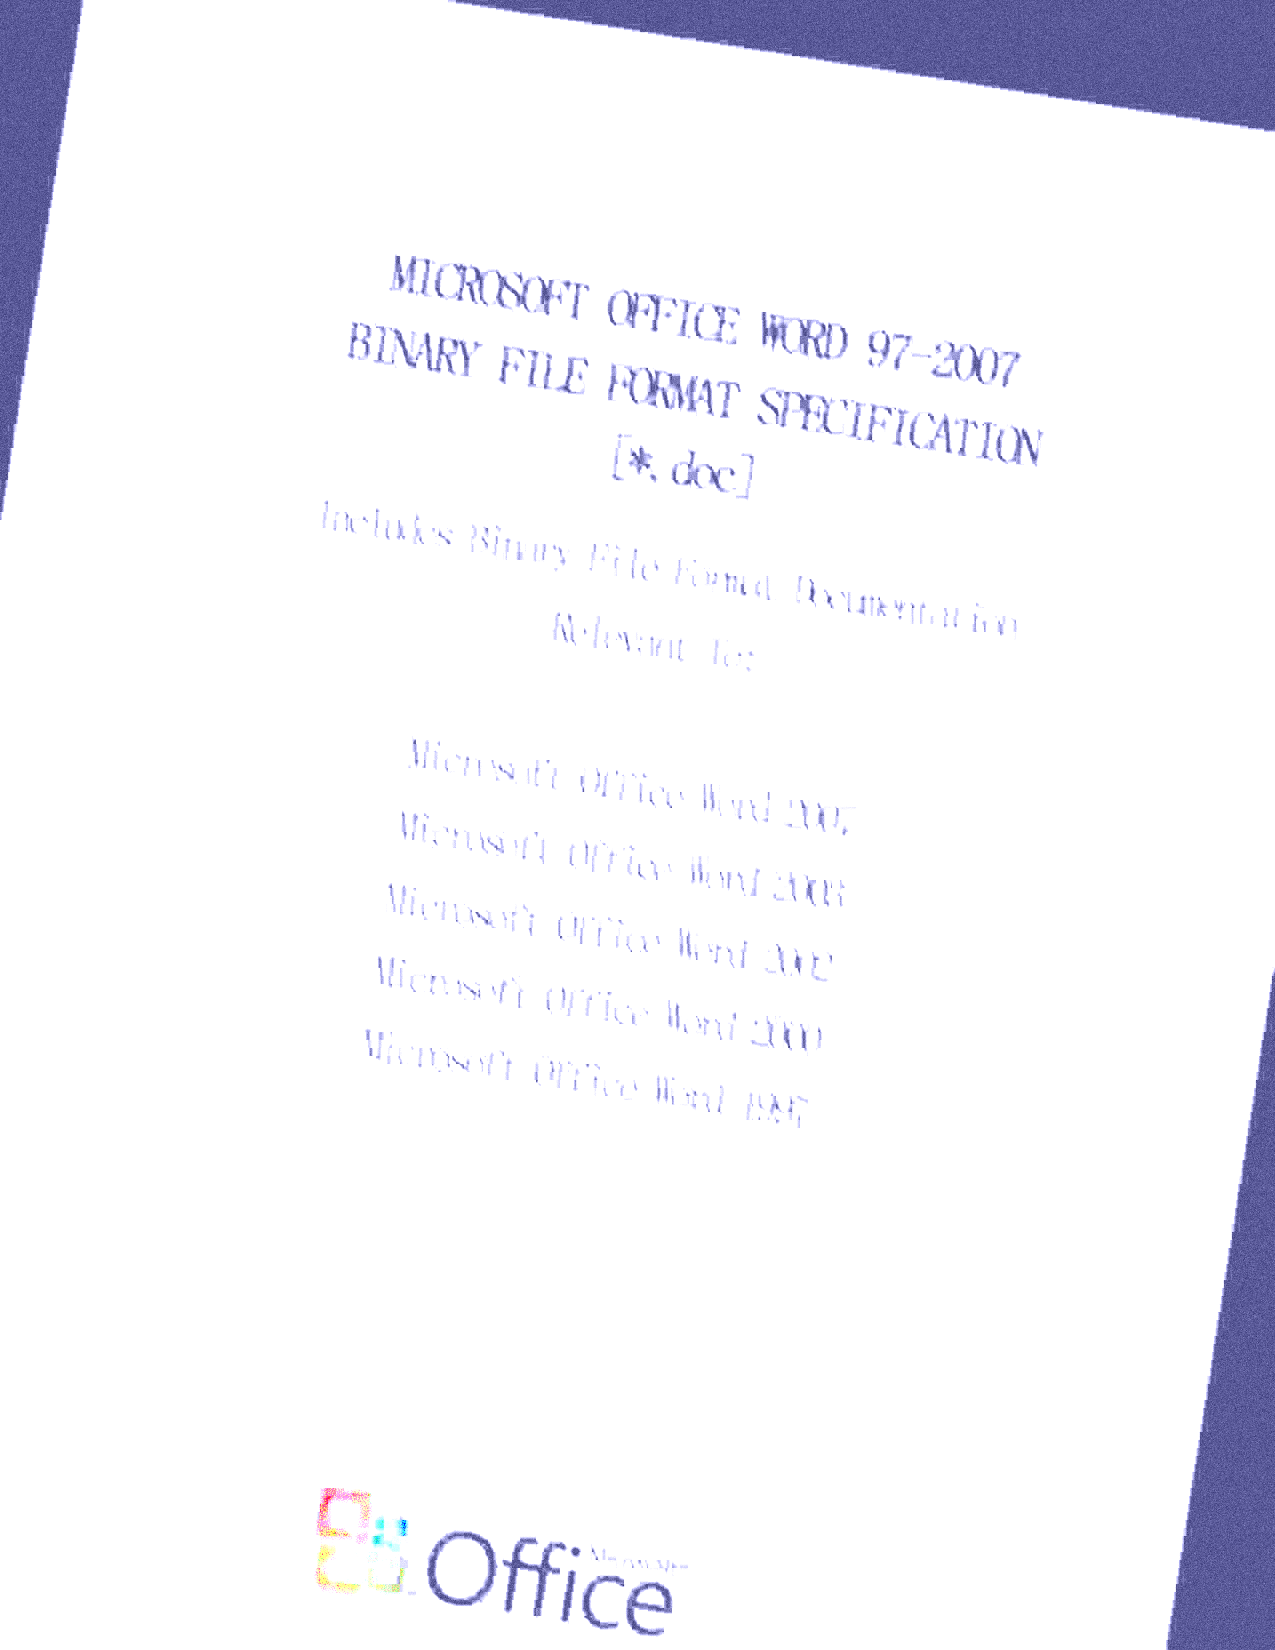 MICROSOFT OFFICE WORD 97-2007
BINARY FILE FORMAT SPECIFICATION
[*.doc]
Includes Binary File Format Documentation
Relevant To:
Microsoft Office Word 2007
Microsoft Office Word 2003
Microsoft Office Word 2002
Microsoft Office Word 2000
Microsoft Office Word
Microsoft
Office